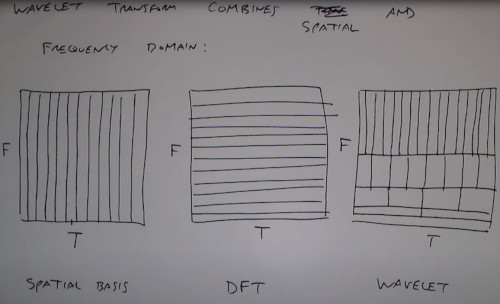 WAVELET TRANSFORM COMBINES AND
SPATIAL
FREQUENCY DOMAIN:
F F F
T T T
SPATIAL BASIS DFT WAVELET